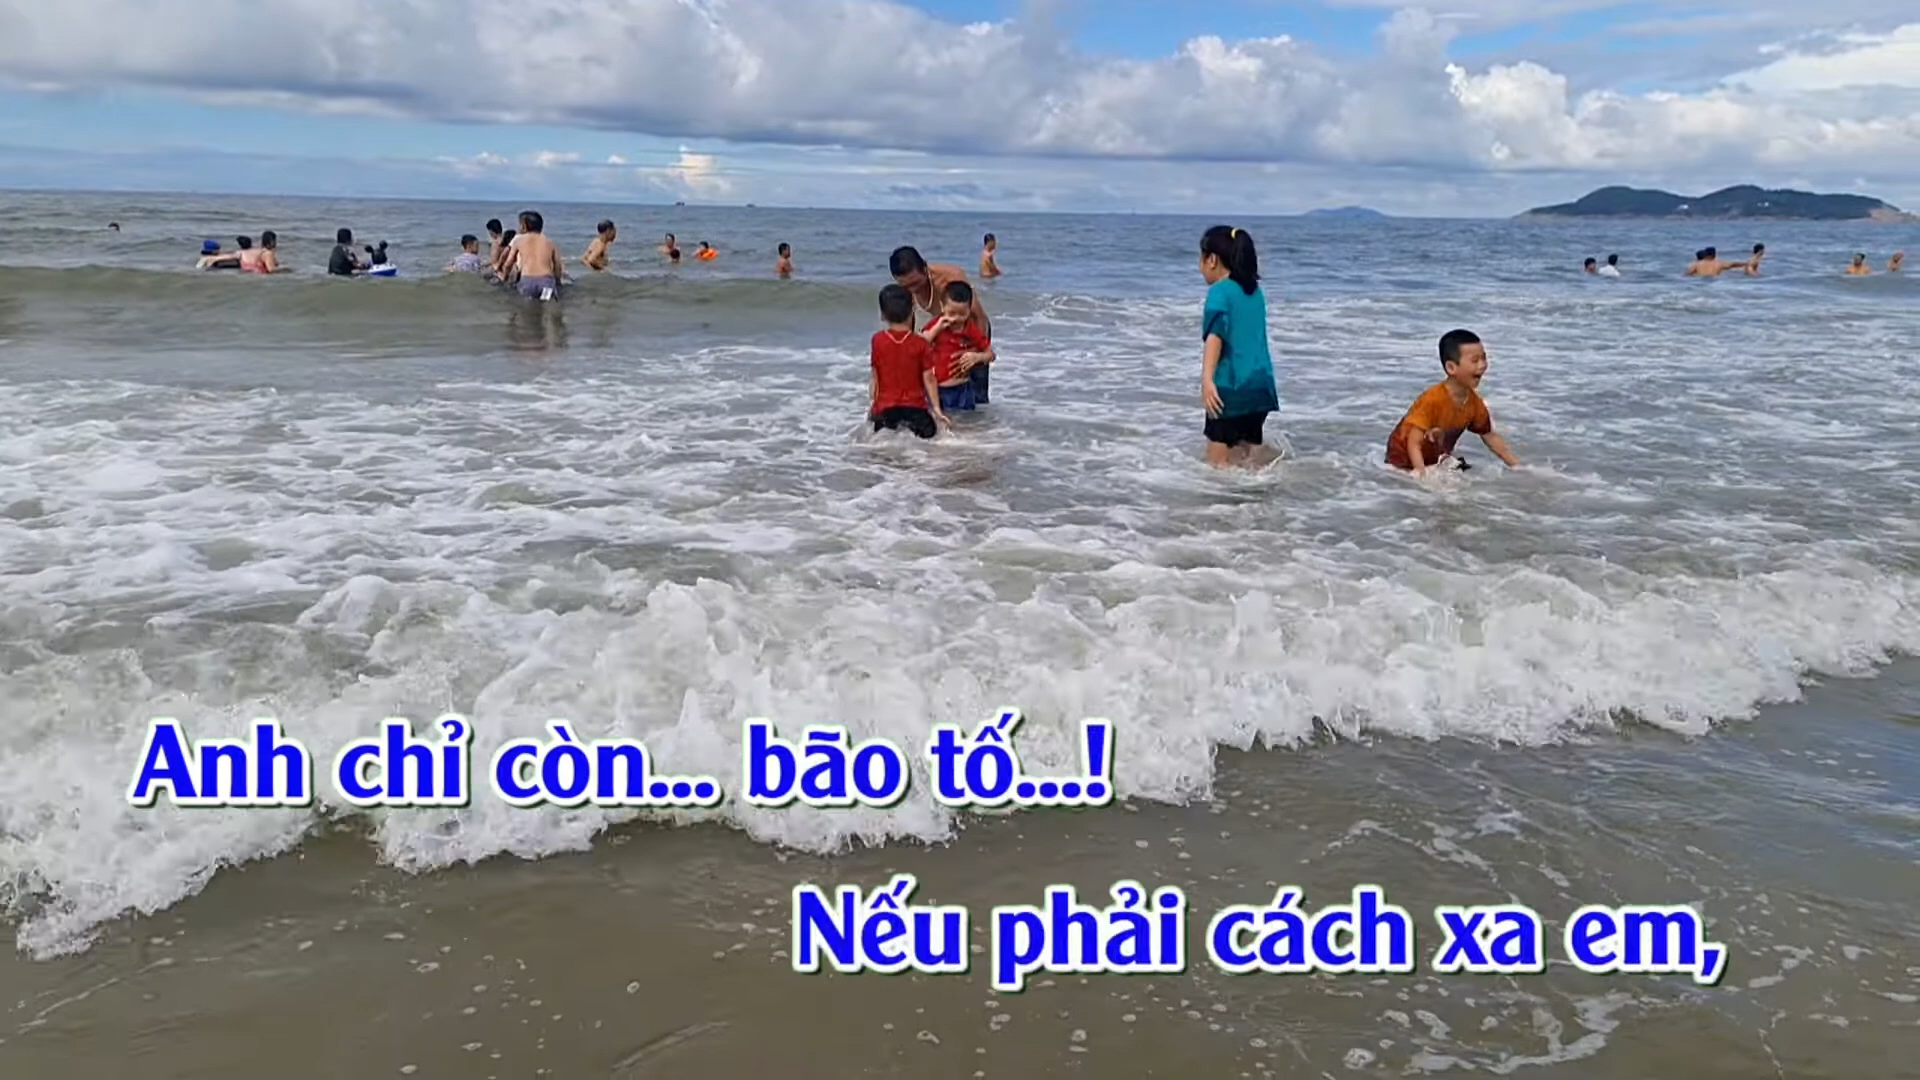 Anh chỉ còn... bão tố...!
Nếu phải cách xa em,